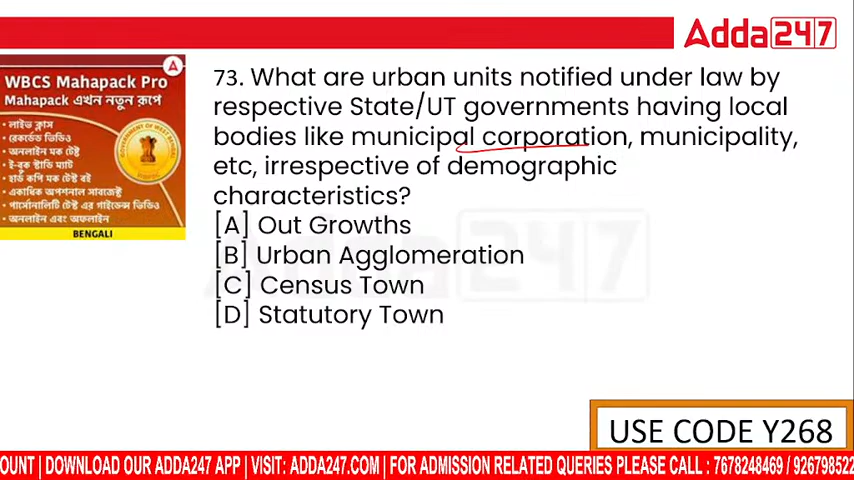 Adda247
WBCS Mahapack Pro
Mahapack এখন নতুন রূপে
• লাইভ ক্লাস
• রেকর্ডেড ভিডিও
• অনলাইন মক টেস্ট
• ই-বুক স্টাডি ম্যাট
• হার্ড কপি মক টেস্ট বই
• একাধিক অপশনাল সাবজেক্ট
• পার্সোনালিটি টেস্ট এর গাইডেন্স ভিডিও
• অনলাইন এবং অফলাইন
BENGALI
73. What are urban units notified under law by
respective State/UT governments having local
bodies like municipal corporation, municipality,
etc, irrespective of demographic
characteristics?
[A] Out Growths
[B] Urban Agglomeration
[C] Census Town
[D] Statutory Town
USE CODE Y268
OUNT | DOWNLOAD OUR ADDA247 APP | VISIT: ADDA247.COM | FOR ADMISSION RELATED QUERIES PLEASE CALL : 7678248469 / 926798522